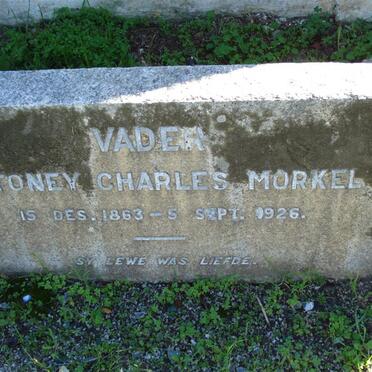 VADER
TONEY CHARLES MORKEL
15 DES. 1863 – 5 SEPT. 1926.
SY LEWE WAS LIEFDE.